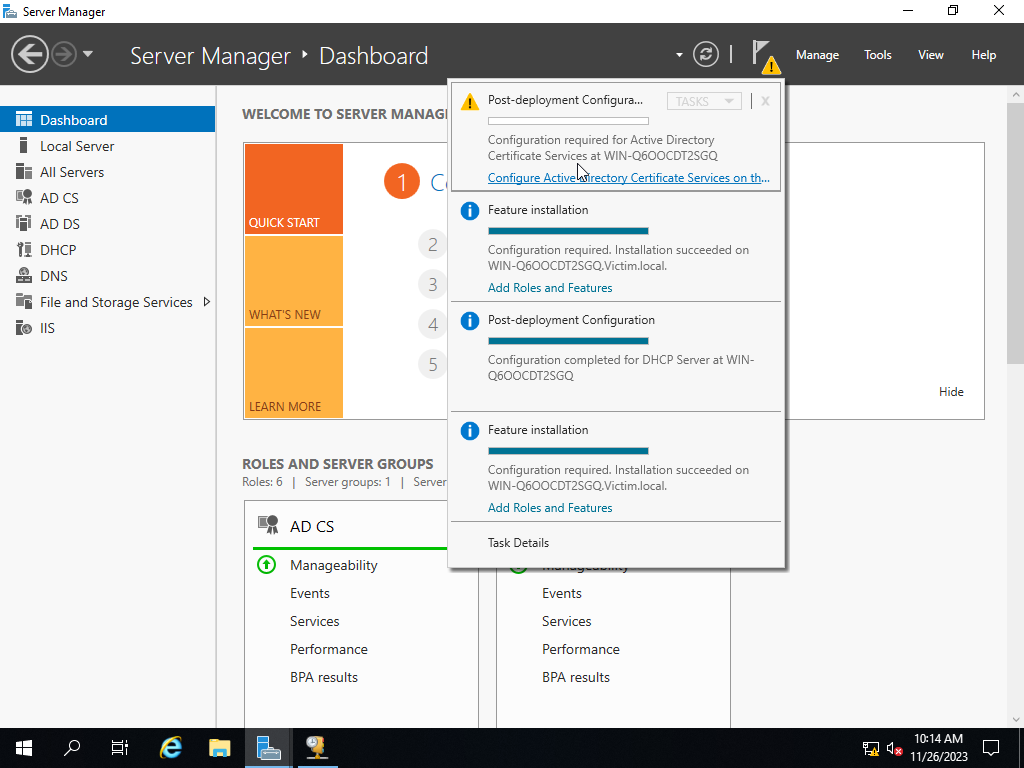 Server Manager
Server Manager ‣ Dashboard
Manage
Tools
View
Help
Dashboard
Local Server
All Servers
AD CS
AD DS
DHCP
DNS
File and Storage Services
IIS
WELCOME TO SERVER MANAG
QUICK START
WHAT'S NEW
LEARN MORE
1
2
3
4
5
Hide
Post-deployment Configura...
TASKS
X
Configuration required for Active Directory
Certificate Services at WIN-Q6OOCDT2SGQ
Configure Active Directory Certificate Services on th...
Feature installation
Configuration required. Installation succeeded on
WIN-Q6OOCDT2SGQ.Victim.local.
Add Roles and Features
Post-deployment Configuration
Configuration completed for DHCP Server at WIN-
Q6OOCDT2SGQ
Feature installation
Configuration required. Installation succeeded on
WIN-Q6OOCDT2SGQ.Victim.local.
Add Roles and Features
Task Details
ROLES AND SERVER GROUPS
Roles: 6 | Server groups: 1 | Server
AD CS
Manageability
Events
Services
Performance
BPA results
Manageability
Events
Services
Performance
BPA results
10:14 AM
11/26/2023